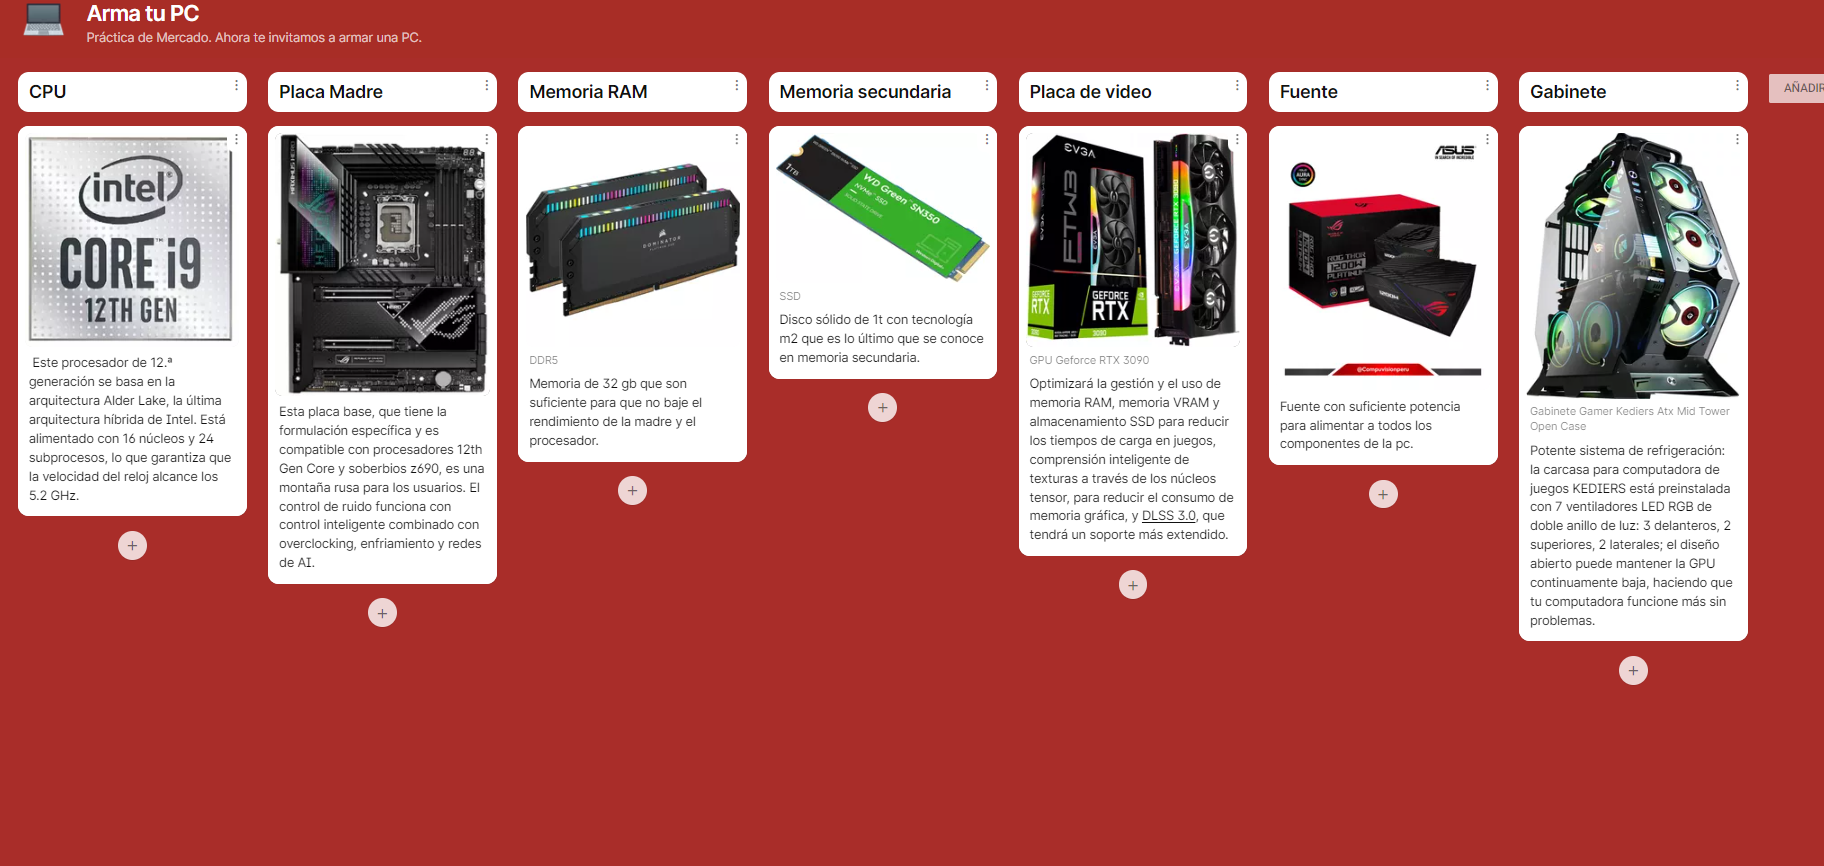 Arma tu PC
Práctica de Mercado. Ahora te invitamos a armar una PC.
CPU
intel
CORE i9
12TH GEN
Este procesador de 12.ª
generación se basa en la
arquitectura Alder Lake, la última
arquitectura híbrida de Intel. Está
alimentado con 16 núcleos y 24
subprocesos, lo que garantiza que
la velocidad del reloj alcance los
5.2 GHz.
Placa Madre
Esta placa base, que tiene la
formulación específica y es
compatible con procesadores 12th
Gen Core y soberbios z690, es una
montaña rusa para los usuarios. El
control de ruido funciona con
control inteligente combinado con
overclocking, enfriamiento y redes
de AI.
Memoria RAM
DOMINATOR
DDR5
Memoria de 32 gb que son
suficiente para que no baje el
rendimiento de la madre y el
procesador.
Memoria secundaria
1TB
WD Green SN350
NVMe SSD
SSD
Disco sólido de 1t con tecnología
m2 que es lo último que se conoce
en memoria secundaria.
Placa de video
EVGA
FTW3
GEFORCE
RTX
3090
GEFORCE
RTX
EVGA
GEFORCE RTX
GPU Geforce RTX 3090
Optimizará la gestión y el uso de
memoria RAM, memoria VRAM y
almacenamiento SSD para reducir
los tiempos de carga en juegos,
comprensión inteligente de
texturas a través de los núcleos
tensor, para reducir el consumo de
memoria gráfica, y DLSS 3.0, que
tendrá un soporte más extendido.
Fuente
ASUS
IN SEARCH OF INCREDIBLE
AURA
ROG THOR
1200W
PLATINUM
@Compuvisionperu
Fuente con suficiente potencia
para alimentar a todos los
componentes de la pc.
Gabinete
Gabinete Gamer Kediers Atx Mid Tower
Open Case
Potente sistema de refrigeración:
la carcasa para computadora de
juegos KEDIERS está preinstalada
con 7 ventiladores LED RGB de
doble anillo de luz: 3 delanteros, 2
superiores, 2 laterales; el diseño
abierto puede mantener la GPU
continuamente baja, haciendo que
tu computadora funcione más sin
problemas.
AÑADIR